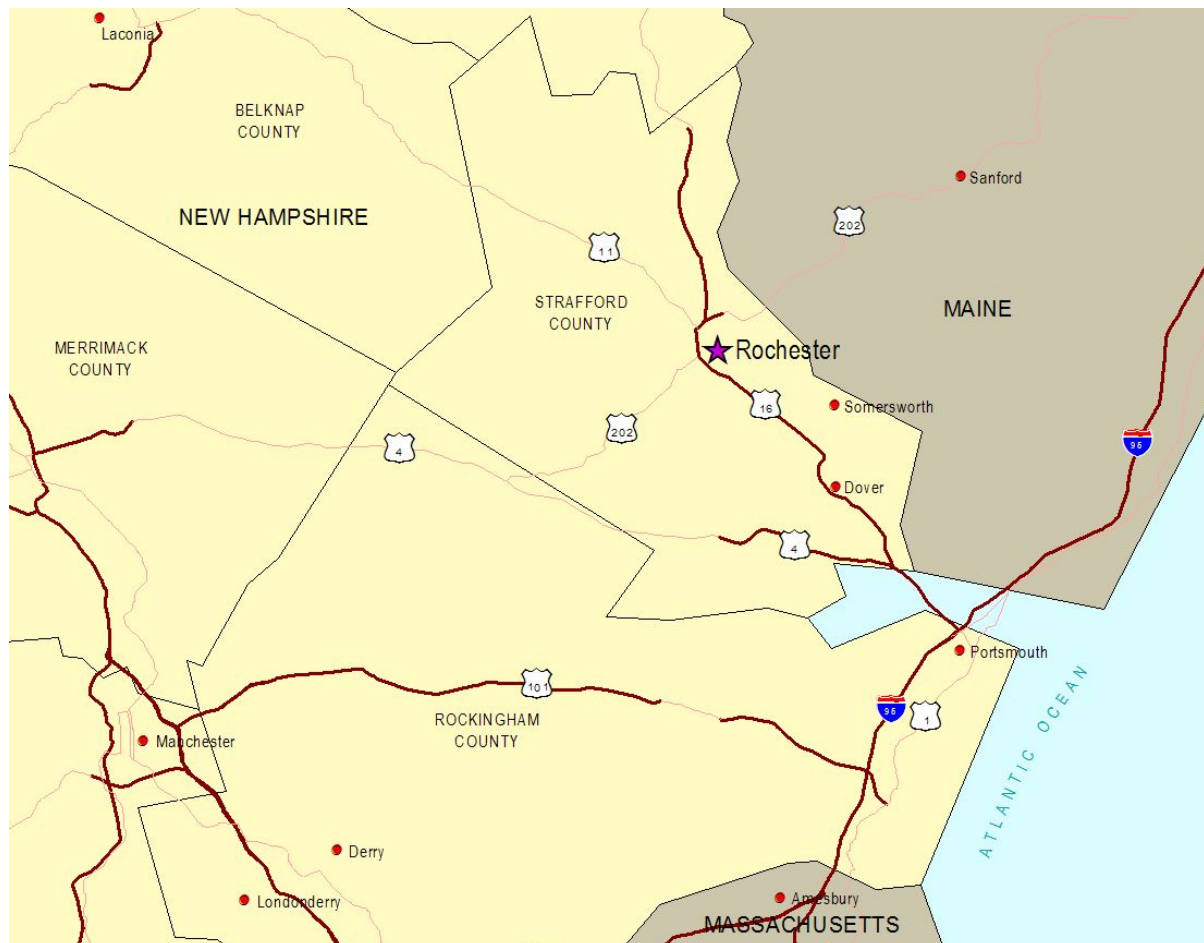 Laconia
BELKNAP
COUNTY
Sanford
NEW HAMPSHIRE
202
11
STRAFFORD
COUNTY
MAINE
MERRIMACK
COUNTY
Rochester
16
Somersworth
202
4
95
Dover
4
Portsmouth
101
95
1
ROCKINGHAM
COUNTY
Manchester
ATLANTIC OCEAN
Derry
Londonderry
Amesbury
MASSACHUSETTS